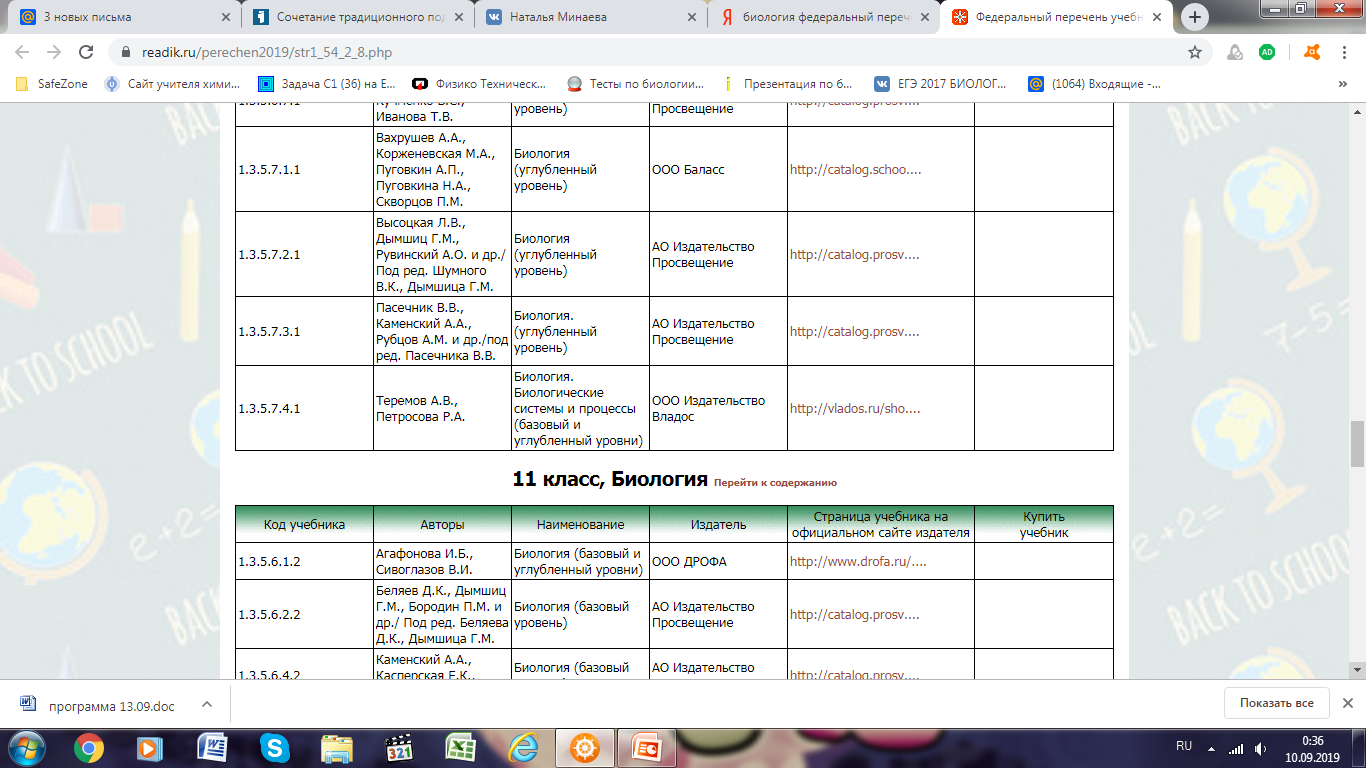 3 новых письма
Сочетание традиционного по
Наталья Минаева
биология федеральный переч
Федеральный перечень учебн
readik.ru/perechen2019/str1_54_2_8.php
SafeZone
Сайт учителя хими...
Задача С1 (36) на Е...
Физико Техническ...
Тесты по биологии...
Презентация по б...
ЕГЭ 2017 БИОЛОГ...
(1064) Входящие -...
»
Иванова Т.В.
уровень)
Просвещение
1.3.5.7.1.1
Вахрушев А.А.,
Корженевская М.А.,
Пуговкин А.П.,
Пуговкина Н.А.,
Скворцов П.М.
Биология
(углубленный
уровень)
ООО Баласс
http://catalog.schoo....
1.3.5.7.2.1
Высоцкая Л.В.,
Дымшиц Г.М.,
Рувинский А.О. и др./
Под ред. Шумного
В.К., Дымшица Г.М.
Биология
(углубленный
уровень)
АО Издательство
Просвещение
http://catalog.prosv....
1.3.5.7.3.1
Пасечник В.В.,
Каменский А.А.,
Рубцов А.М. и др./под
ред. Пасечника В.В.
Биология.
(углубленный
уровень)
АО Издательство
Просвещение
http://catalog.prosv....
1.3.5.7.4.1
Теремов А.В.,
Петросова Р.А.
Биология.
Биологические
системы и процессы
(базовый и
углубленный уровни)
ООО Издательство
Владос
http://vlados.ru/sho....
11 класс, Биология Перейти к содержанию
Код учебника
Авторы
Наименование
Издатель
Страница учебника на
официальном сайте издателя
Купить
учебник
1.3.5.6.1.2
Агафонова И.Б.,
Сивоглазов В.И.
Биология (базовый и
углубленный уровни)
ООО ДРОФА
http://www.drofa.ru/....
1.3.5.6.2.2
Беляев Д.К., Дымшиц
Г.М., Бородин П.М. и
др./ Под ред. Беляева
Д.К., Дымшица Г.М.
Биология (базовый
уровень)
АО Издательство
Просвещение
http://catalog.prosv....
1.3.5.6.4.2
Каменский А.А.,
Касперская Е.К.,
Биология (базовый
АО Издательство
http://catalog.prosv....
BACK TO SCHOOL
BACK TO SCHOOL
программа 13.09.doc
Показать все
RU
0:36
10.09.2019